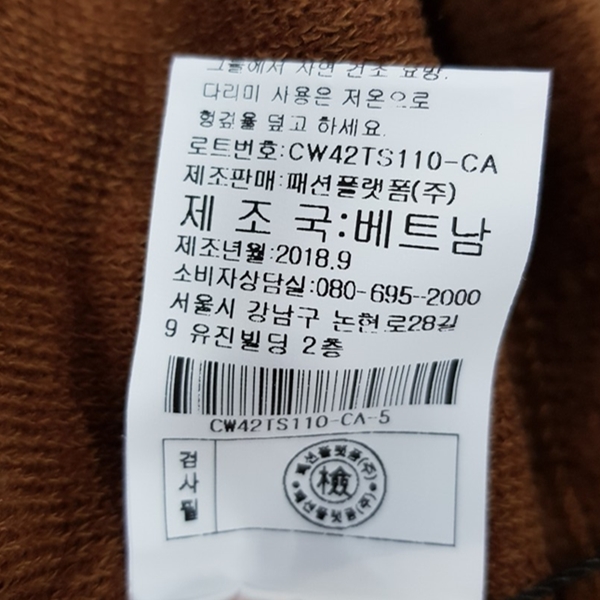 그늘에서 자연 건조 요망.
다리미 사용은 저온으로
헝겊을 덮고 하세요.
로트번호:CW42TS110-CA
제조판매:패션플랫폼(주)
제 조 국:베트남
제조년월:2018.9
소비자상담실:080-695-2000
서울시 강남구 논현로28길
9 유진빌딩 2층
CW42TS110-CA-5
검사필
패션플랫폼(주)
檢
패션플랫폼(주)